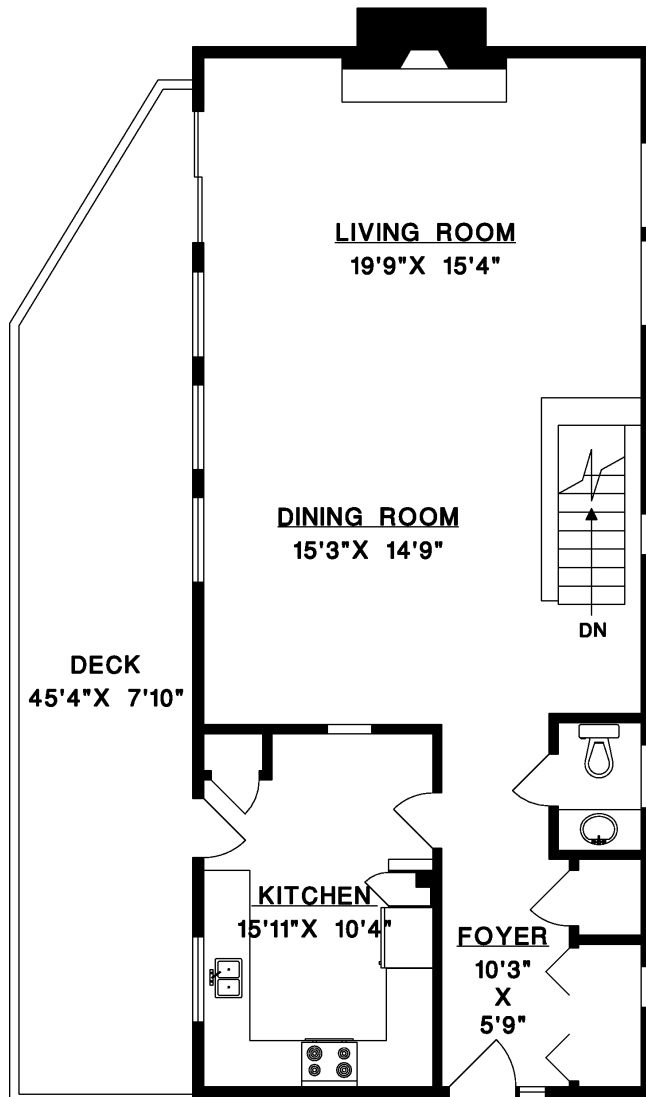 LIVING ROOM
19'9"X 15'4"
DINING ROOM
15'3"X 14'9"
DN
DECK
45'4"X 7'10"
KITCHEN
15'11"X 10'4"
FOYER
10'3"
X
5'9"